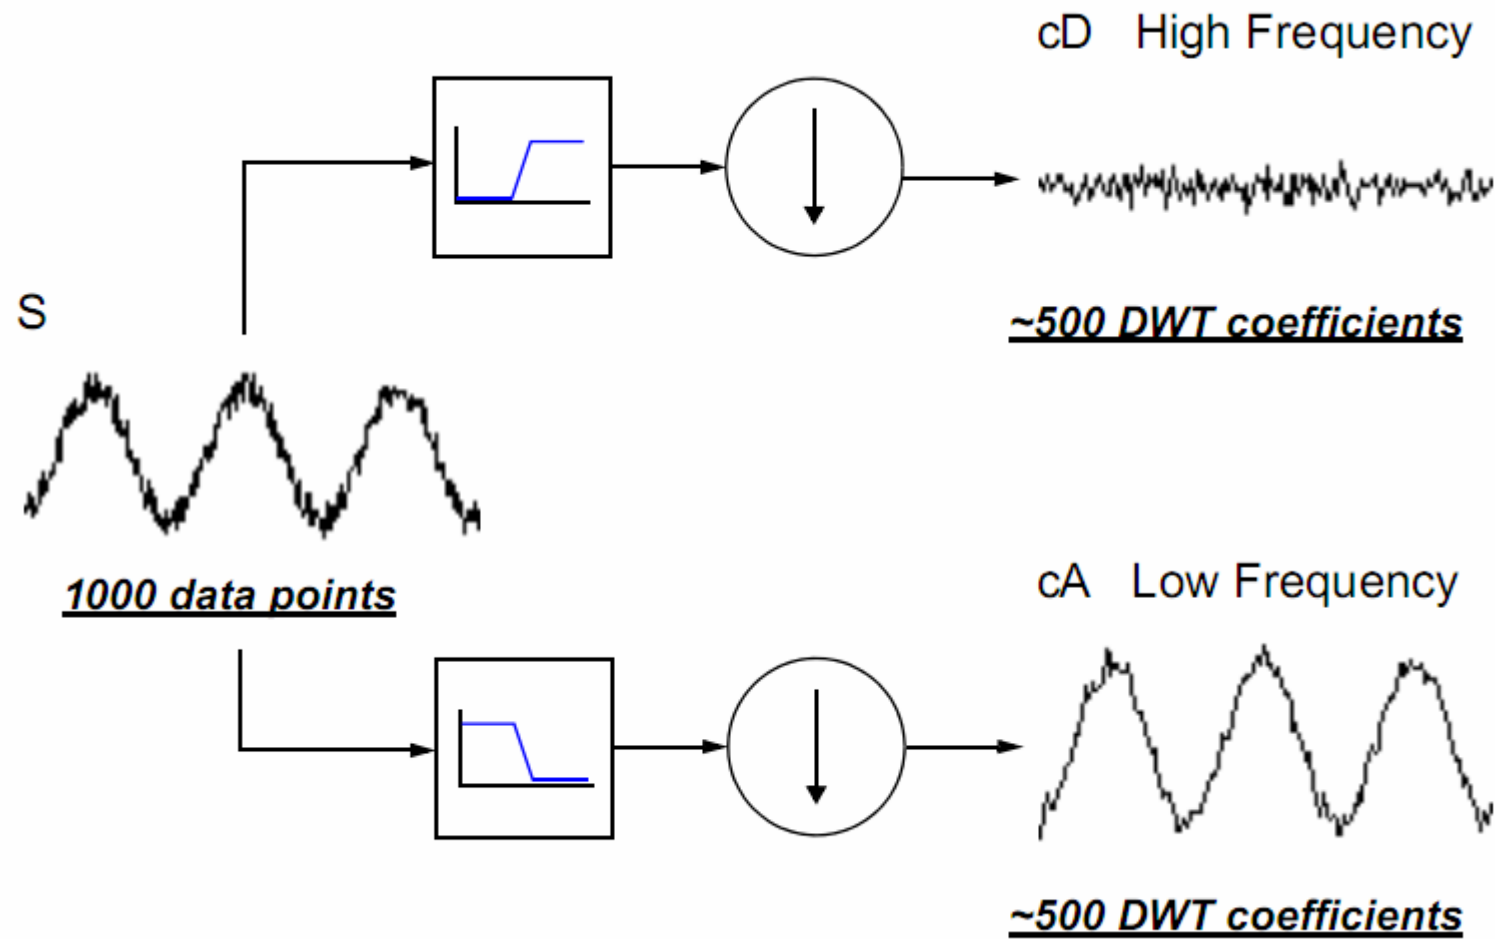 cD High Frequency
~500 DWT coefficients
S
1000 data points
cA Low Frequency
~500 DWT coefficients